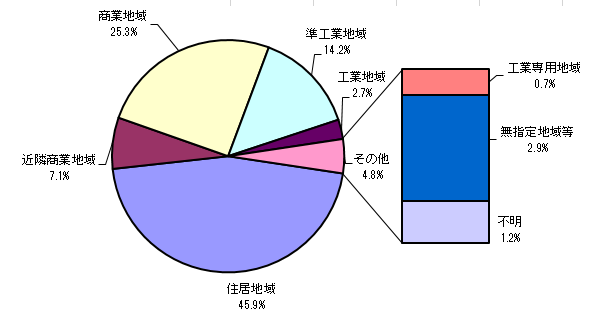 商業地域
25.3%
準工業地域
14.2%
工業地域
2.7%
工業専用地域
0.7%
無指定地域等
2.9%
その他
4.8%
近隣商業地域
7.1%
不明
1.2%
住居地域
45.9%